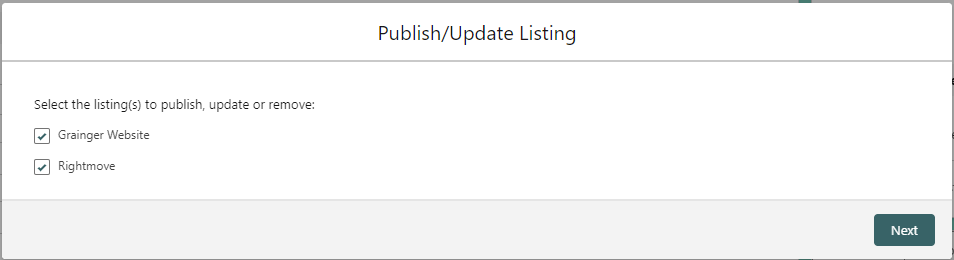 Publish/Update Listing
Select the listing(s) to publish, update or remove:
Grainger Website
Rightmove
Next